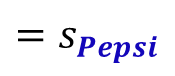 = s_Pepsi